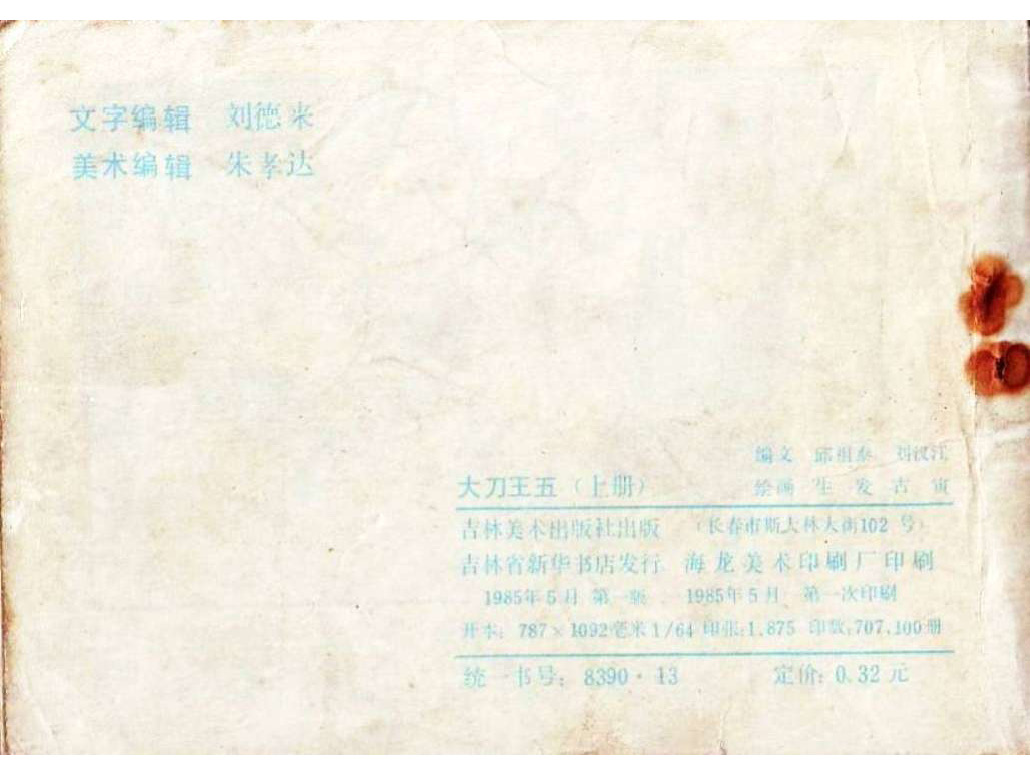 文字编辑 刘德来
美术编辑 朱孝达
编文 邱祖泰 刘汉江
大刀王五（上册） 绘画 生发 吉寅
吉林美术出版社出版 （长春市斯大林大街102号）
吉林省新华书店发行 海龙美术印刷厂印刷
1985年5月 第一版 1985年5月 第一次印刷
开本：787×1092毫米1/64 印张：1.875 印数：707,100册
统一书号：8390·13 定价：0.32元